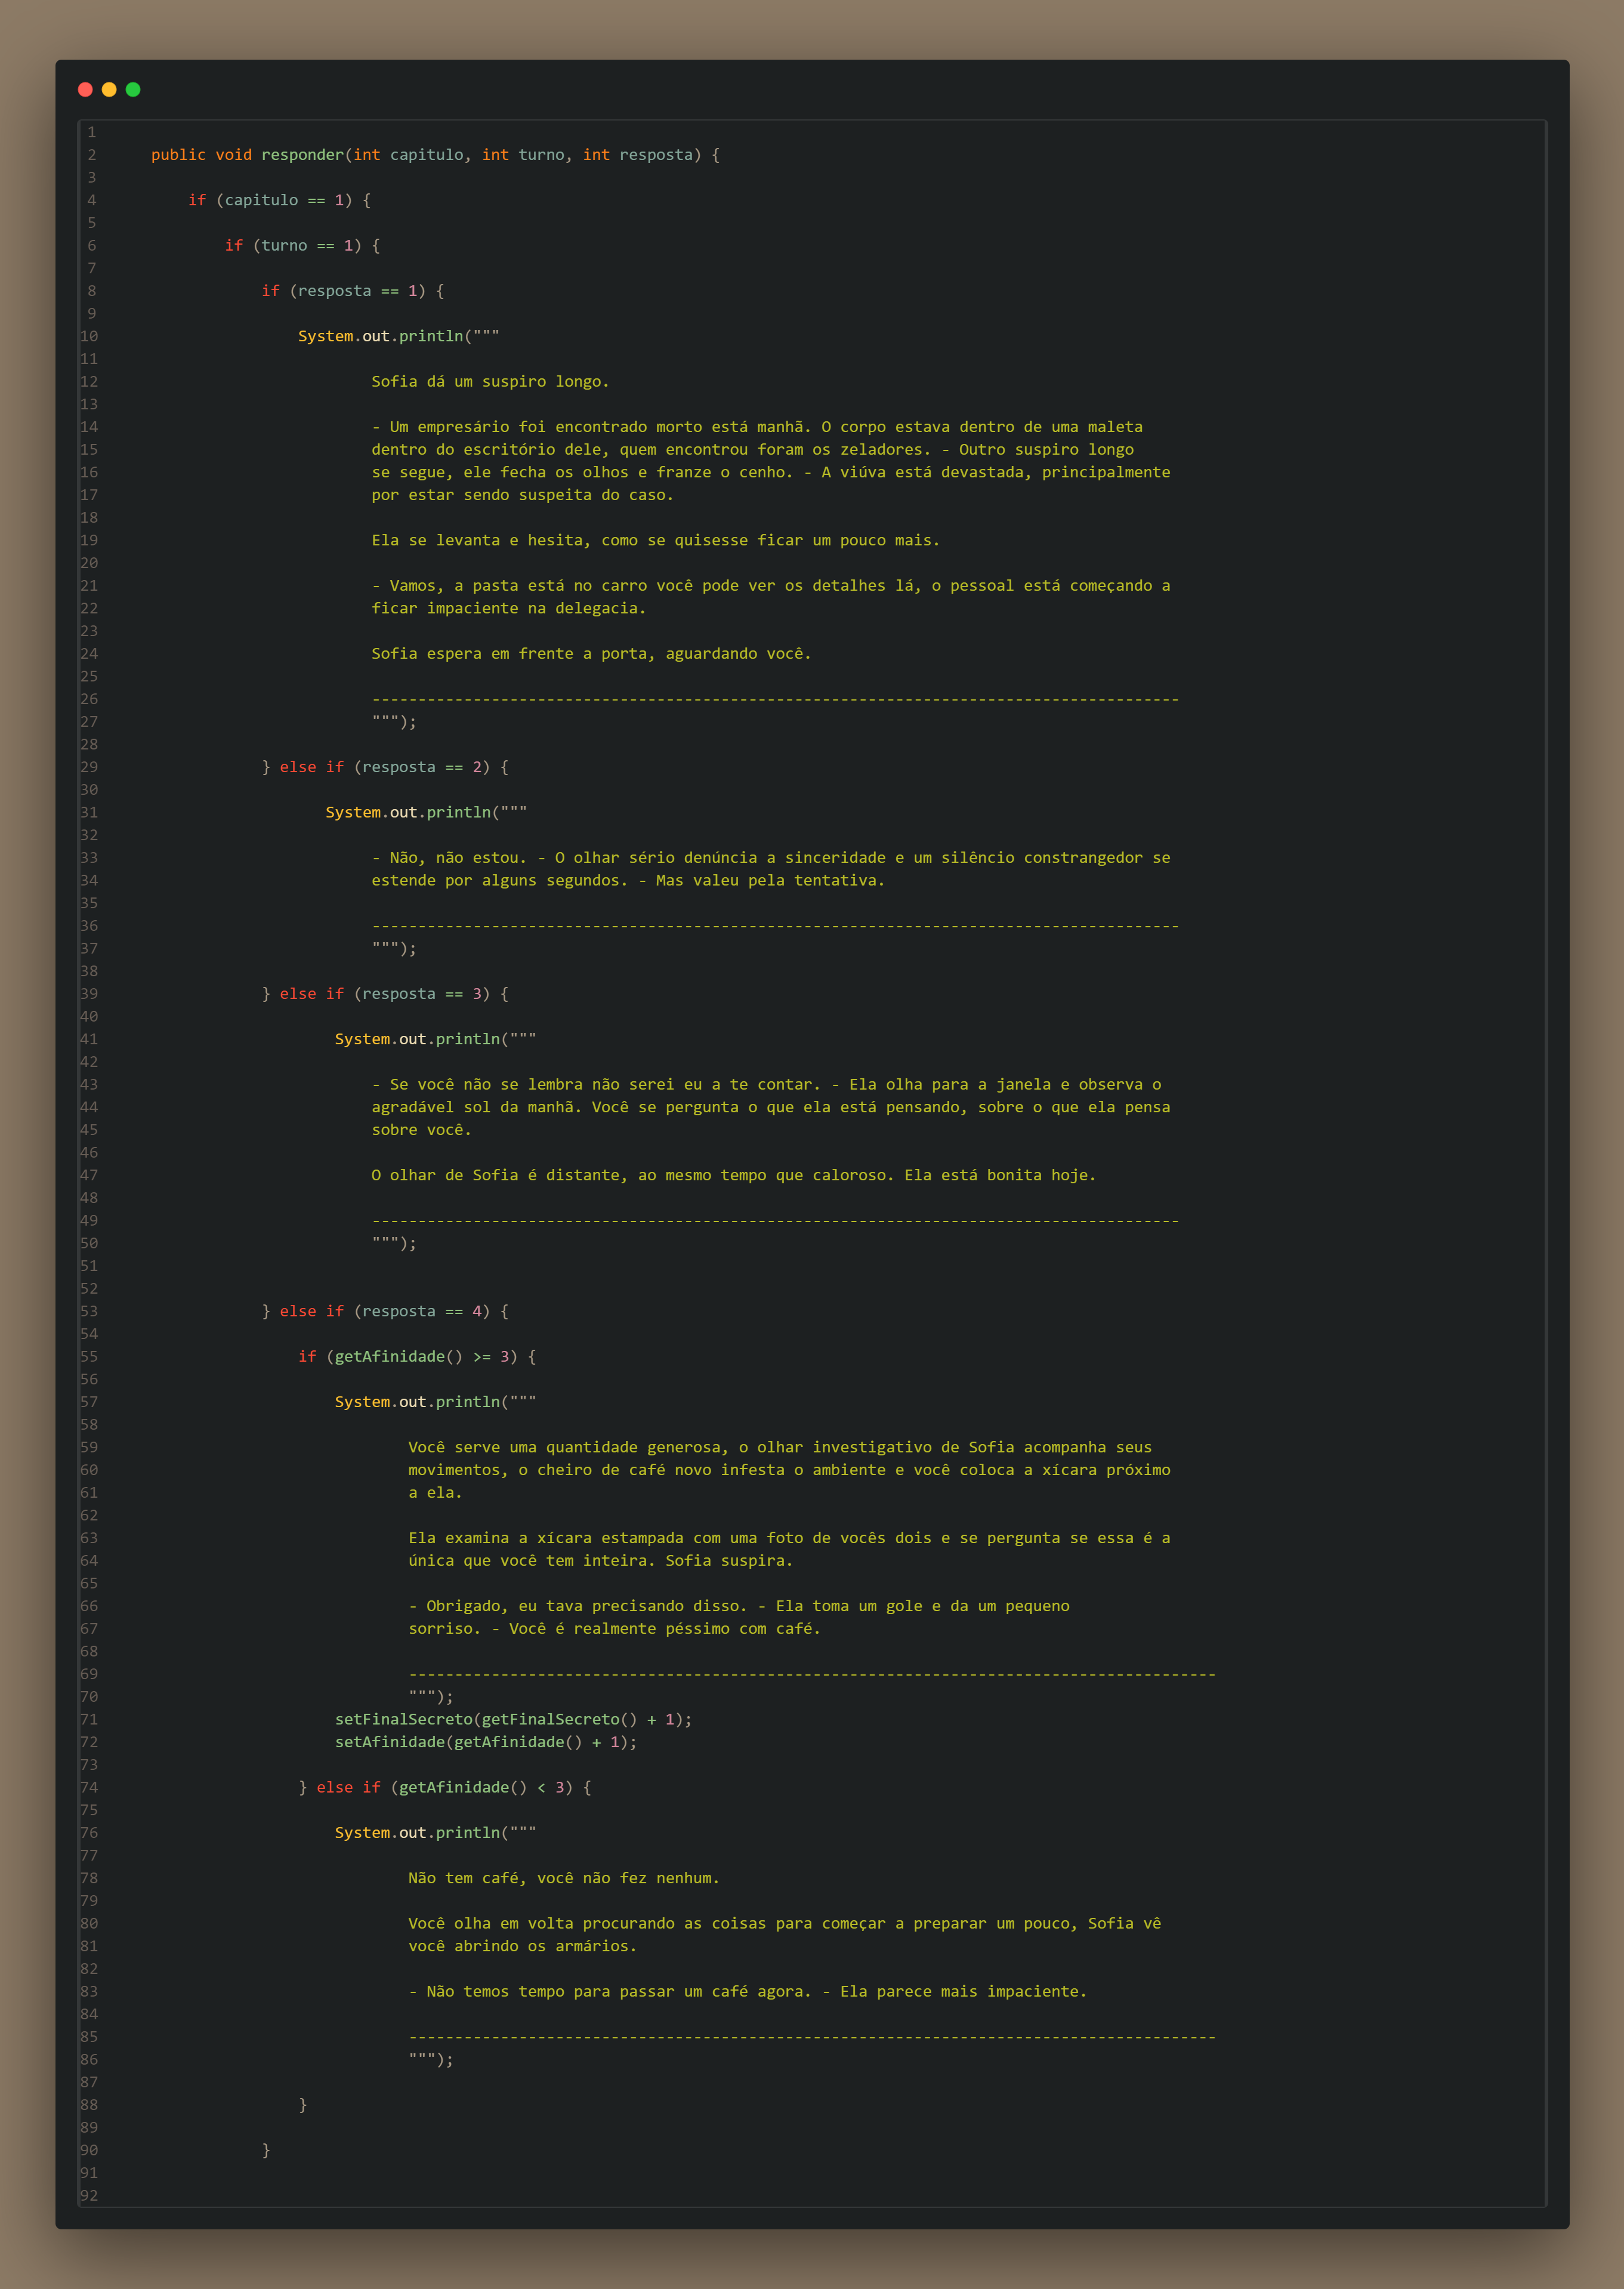 1
2 public void responder(int capitulo, int turno, int resposta) {
3
4 if (capitulo == 1) {
5
6 if (turno == 1) {
7
8 if (resposta == 1) {
9
10 System.out.println("""
11
12 Sofia dá um suspiro longo.
13
14 - Um empresário foi encontrado morto está manhã. O corpo estava dentro de uma maleta
15 dentro do escritório dele, quem encontrou foram os zeladores. - Outro suspiro longo
16 se segue, ele fecha os olhos e franze o cenho. - A viúva está devastada, principalmente
17 por estar sendo suspeita do caso.
18
19 Ela se levanta e hesita, como se quisesse ficar um pouco mais.
20
21 - Vamos, a pasta está no carro você pode ver os detalhes lá, o pessoal está começando a
22 ficar impaciente na delegacia.
23
24 Sofia espera em frente a porta, aguardando você.
25
26 ----------------------------------------------------------------------------------------
27 """);
28
29 } else if (resposta == 2) {
30
31 System.out.println("""
32
33 - Não, não estou. - O olhar sério denúncia a sinceridade e um silêncio constrangedor se
34 estende por alguns segundos. - Mas valeu pela tentativa.
35
36 ----------------------------------------------------------------------------------------
37 """);
38
39 } else if (resposta == 3) {
40
41 System.out.println("""
42
43 - Se você não se lembra não serei eu a te contar. - Ela olha para a janela e observa o
44 agradável sol da manhã. Você se pergunta o que ela está pensando, sobre o que ela pensa
45 sobre você.
46
47 O olhar de Sofia é distante, ao mesmo tempo que caloroso. Ela está bonita hoje.
48
49 ----------------------------------------------------------------------------------------
50 """);
51
52
53 } else if (resposta == 4) {
54
55 if (getAfinidade() >= 3) {
56
57 System.out.println("""
58
59 Você serve uma quantidade generosa, o olhar investigativo de Sofia acompanha seus
60 movimentos, o cheiro de café novo infesta o ambiente e você coloca a xícara próximo
61 a ela.
62
63 Ela examina a xícara estampada com uma foto de vocês dois e se pergunta se essa é a
64 única que você tem inteira. Sofia suspira.
65
66 - Obrigado, eu tava precisando disso. - Ela toma um gole e da um pequeno
67 sorriso. - Você é realmente péssimo com café.
68
69 ----------------------------------------------------------------------------------------
70 """);
71 setFinalSecreto(getFinalSecreto() + 1);
72 setAfinidade(getAfinidade() + 1);
73
74 } else if (getAfinidade() < 3) {
75
76 System.out.println("""
77
78 Não tem café, você não fez nenhum.
79
80 Você olha em volta procurando as coisas para começar a preparar um pouco, Sofia vê
81 você abrindo os armários.
82
83 - Não temos tempo para passar um café agora. - Ela parece mais impaciente.
84
85 ----------------------------------------------------------------------------------------
86 """);
87
88 }
89
90 }
91
92